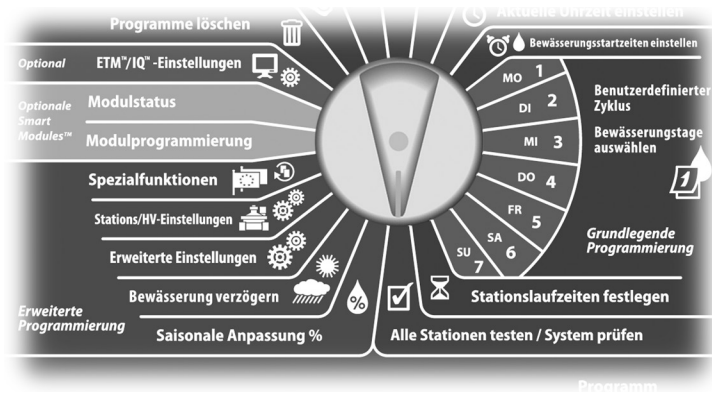 Programme löschen
Aktuelle Uhrzeit einstellen
Optional
ETM™/IQ™-Einstellungen
Bewässerungsstartzeiten einstellen
Optionale
Smart
Modules™
Modulstatus
Modulprogrammierung
MO 1
DI 2
MI 3
DO 4
FR 5
SA 6
SU 7
Benutzerdefinierter
Zyklus
Bewässerungstage
auswählen
1
Spezialfunktionen
Stations/HV-Einstellungen
Erweiterte Einstellungen
Grundlegende
Programmierung
Bewässerung verzögern
%
Stationslaufzeiten festlegen
Erweiterte
Programmierung
Saisonale Anpassung %
Alle Stationen testen / System prüfen
Programm